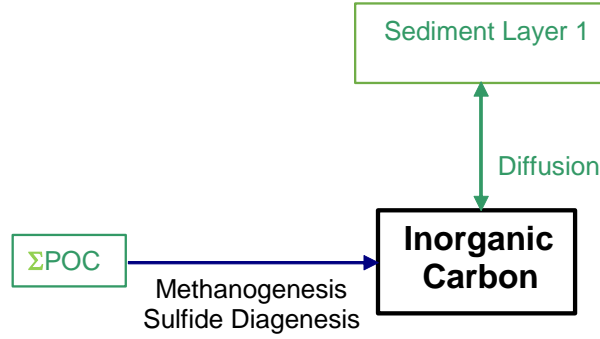 Sediment Layer 1
Diffusion
Inorganic
Carbon
ΣPOC
Methanogenesis
Sulfide Diagenesis